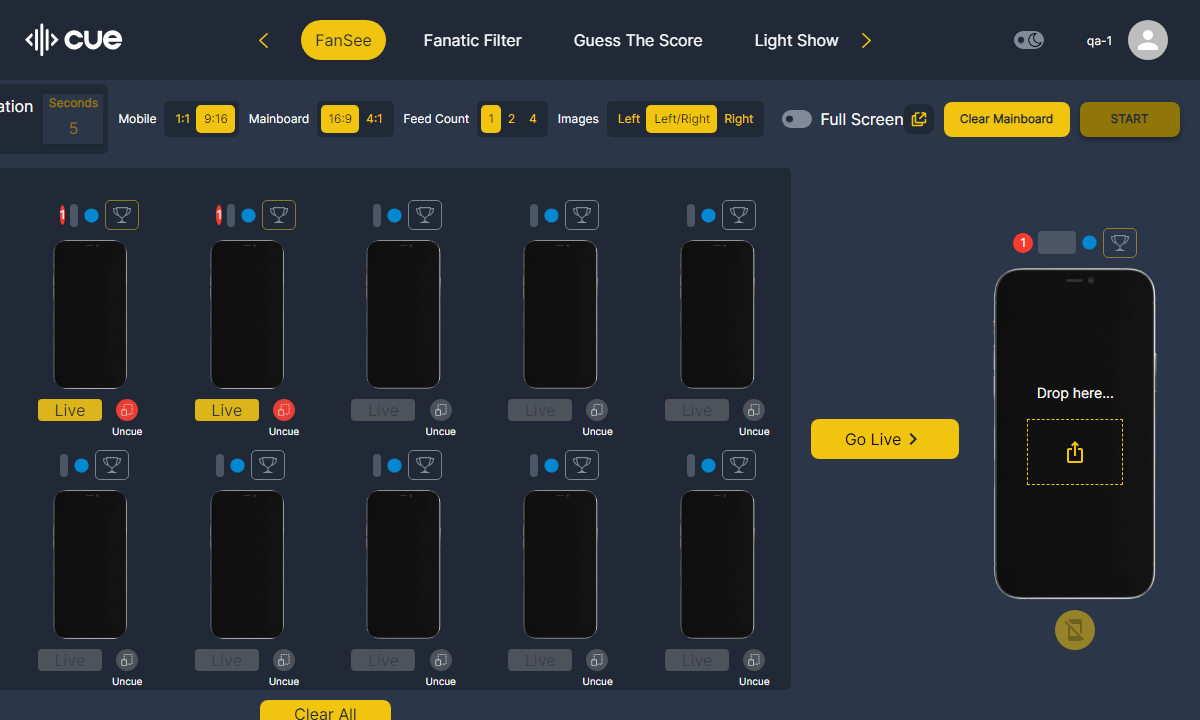 cue
FanSee
Fanatic Filter
Guess The Score
Light Show
qa-1
ation
Seconds
5
Mobile
1:1
9:16
Mainboard
16:9
4:1
Feed Count
1
2
4
Images
Left
Left/Right
Right
Full Screen
Clear Mainboard
START
1
1
1
Live
Uncue
Live
Uncue
Live
Uncue
Live
Uncue
Live
Uncue
Drop here...
Go Live
Live
Uncue
Live
Uncue
Live
Uncue
Live
Uncue
Live
Uncue
Clear All